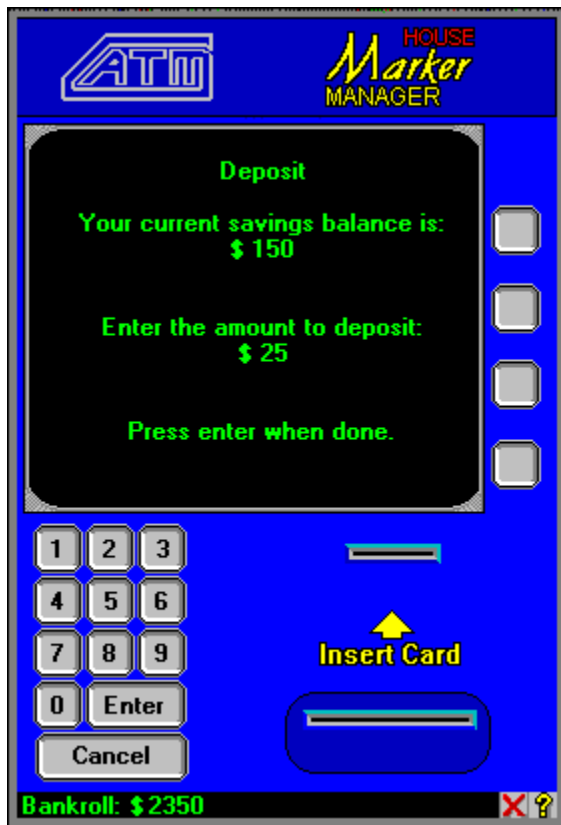 ATM
HOUSE
Marker
MANAGER
Deposit
Your current savings balance is:
$ 150
Enter the amount to deposit:
$ 25
Press enter when done.
1 2 3
4 5 6
7 8 9
0 Enter
Cancel
Insert Card
Bankroll: $ 2350
?